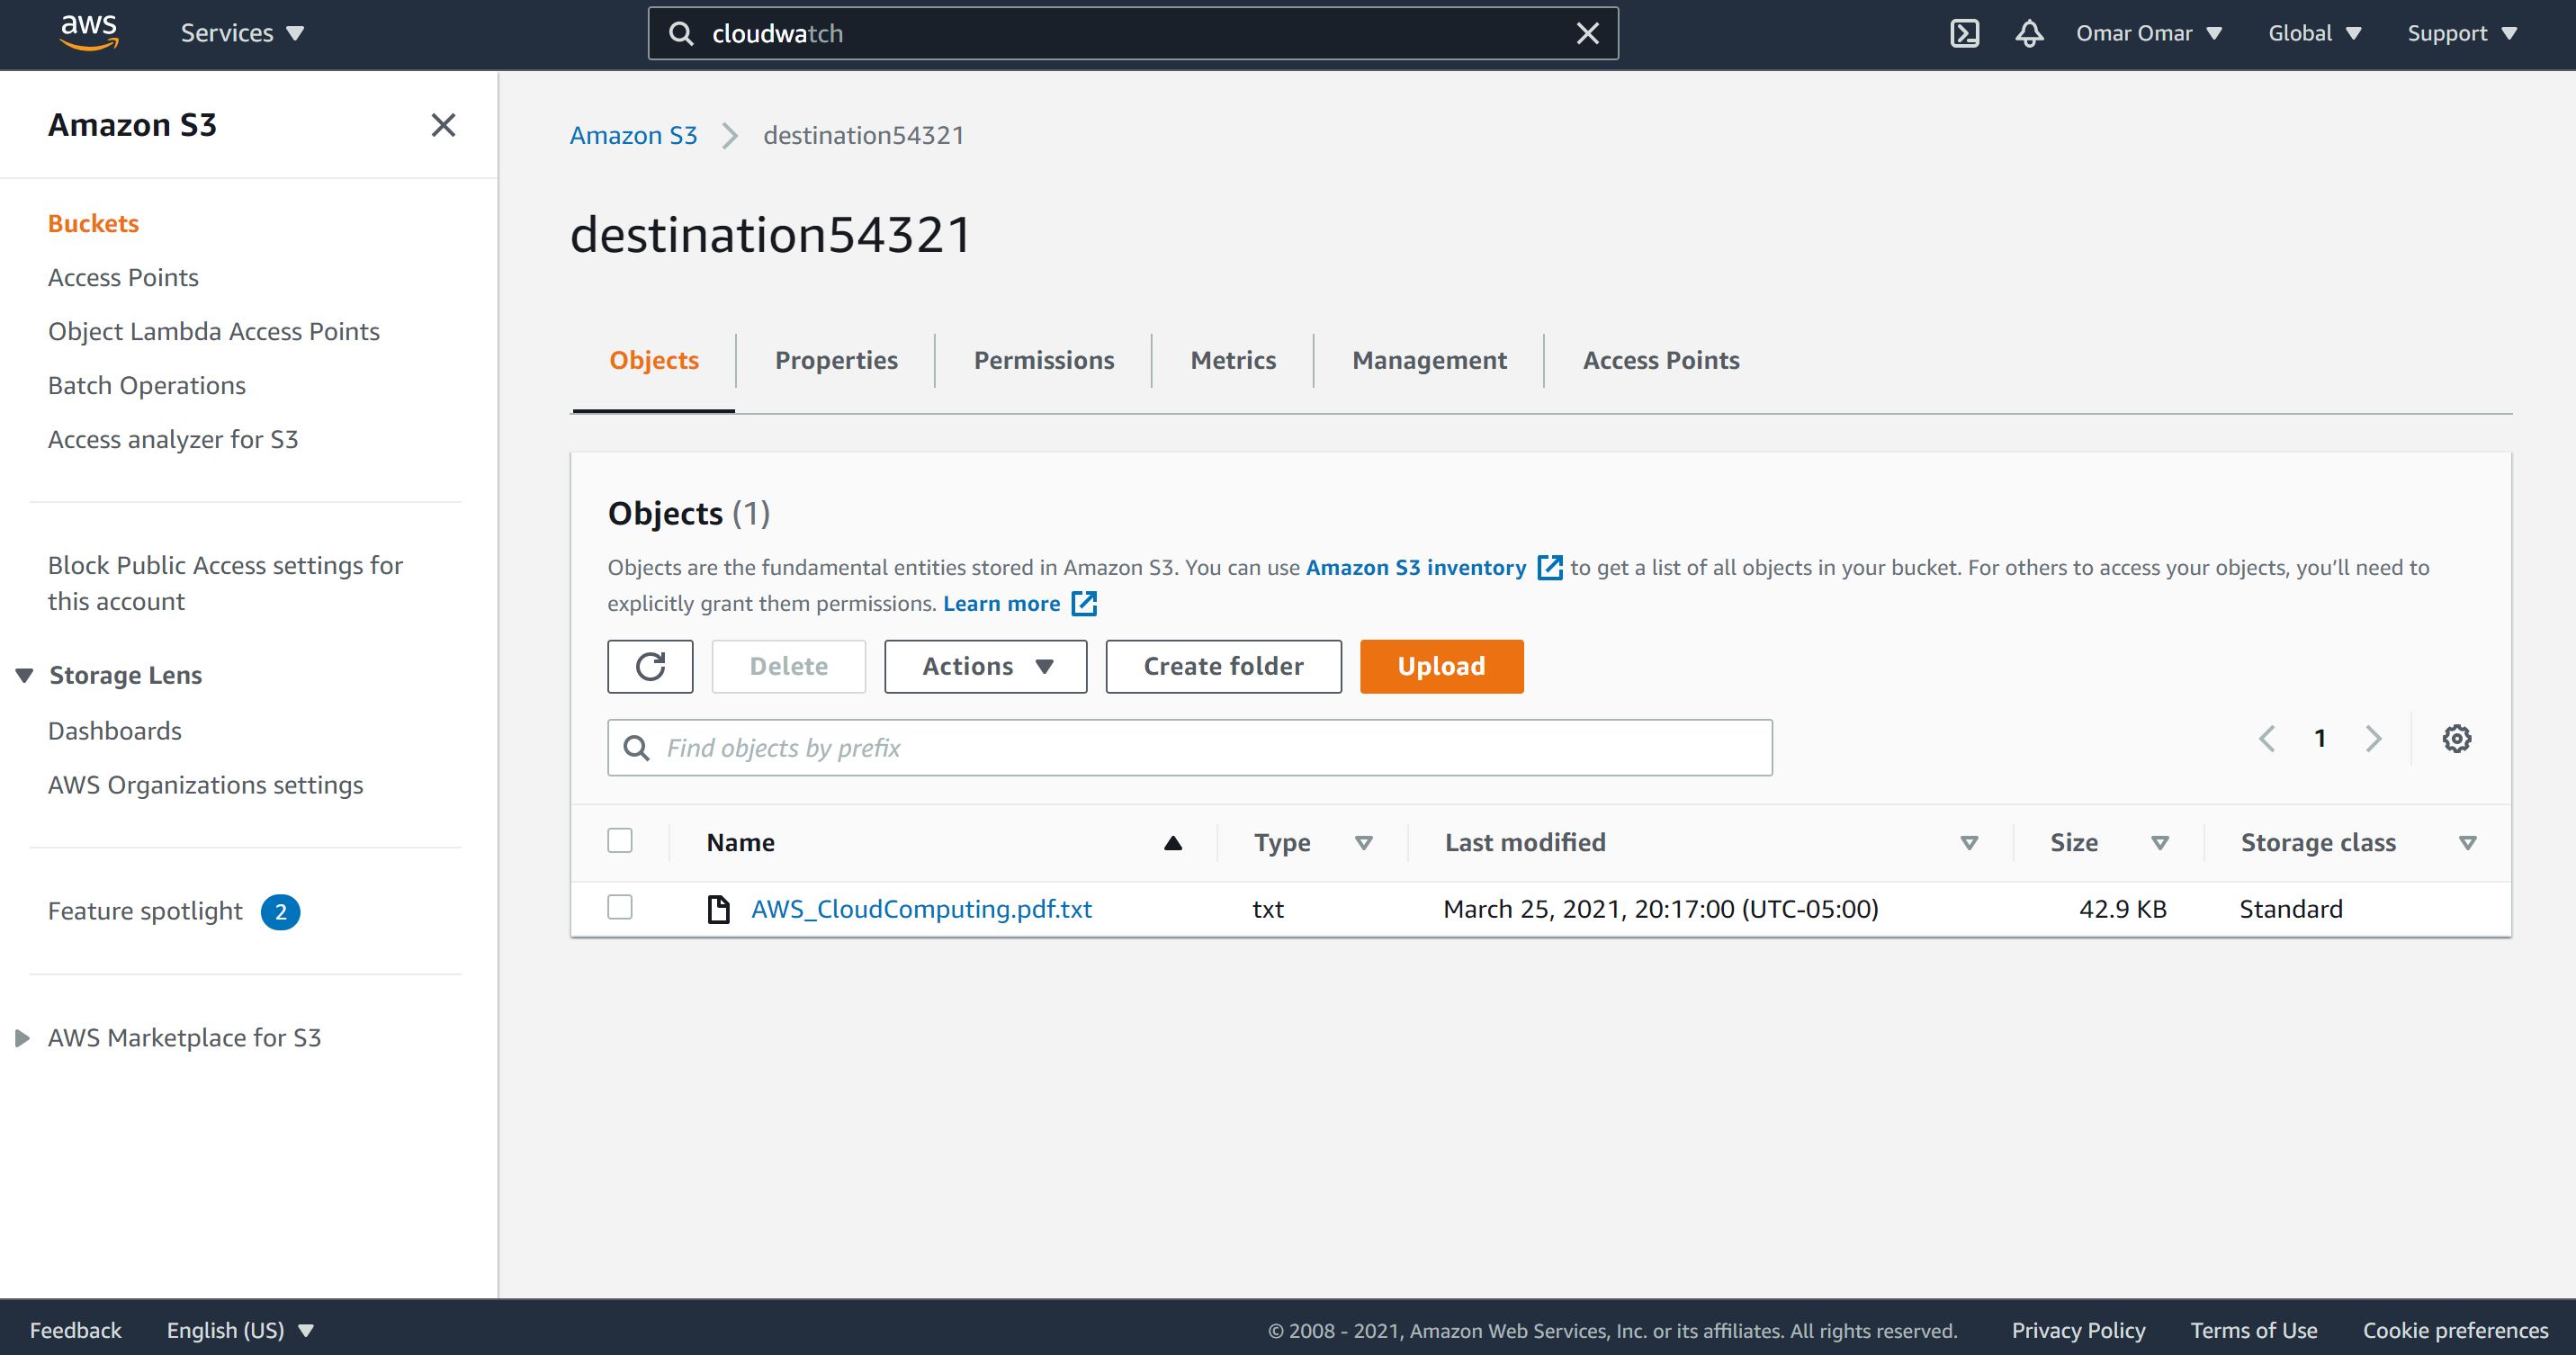 aws Services cloudwatch Omar Omar Global Support
Amazon S3
Buckets
Access Points
Object Lambda Access Points
Batch Operations
Access analyzer for S3
Block Public Access settings for
this account
Storage Lens
Dashboards
AWS Organizations settings
Feature spotlight 2
AWS Marketplace for S3
Amazon S3 destination54321
destination54321
Objects Properties Permissions Metrics Management Access Points
Objects (1)
Objects are the fundamental entities stored in Amazon S3. You can use Amazon S3 inventory to get a list of all objects in your bucket. For others to access your objects, you’ll need to
explicitly grant them permissions. Learn more
Delete Actions Create folder Upload
Find objects by prefix 1
Name Type Last modified Size Storage class
AWS_CloudComputing.pdf.txt txt March 25, 2021, 20:17:00 (UTC-05:00) 42.9 KB Standard
Feedback English (US) © 2008 - 2021, Amazon Web Services, Inc. or its affiliates. All rights reserved. Privacy Policy Terms of Use Cookie preferences